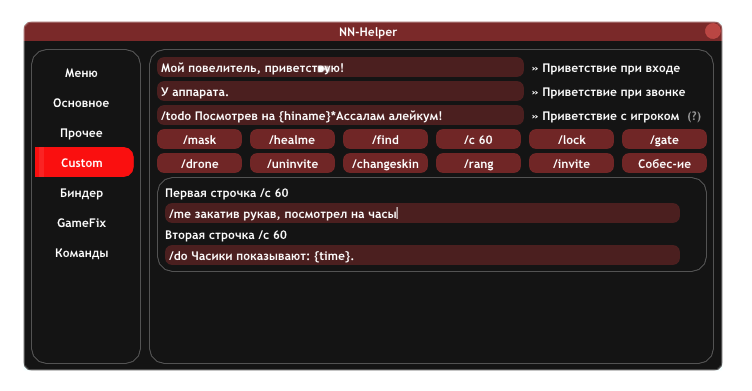 NN-Helper
Меню
Основное
Прочее
Custom
Биндер
GameFix
Команды
Мой повелитель, приветствую! » Приветствие при входе
У аппарата. » Приветствие при звонке
/todo Посмотрев на {hiname}*Ассалам алейкум! » Приветствие с игроком (?)
/mask /healme /find /c 60 /lock /gate
/drone /uninvite /changeskin /rang /invite Собес-ие
Первая строчка /c 60
/me закатив рукав, посмотрел на часы
Вторая строчка /c 60
/do Часики показывают: {time}.